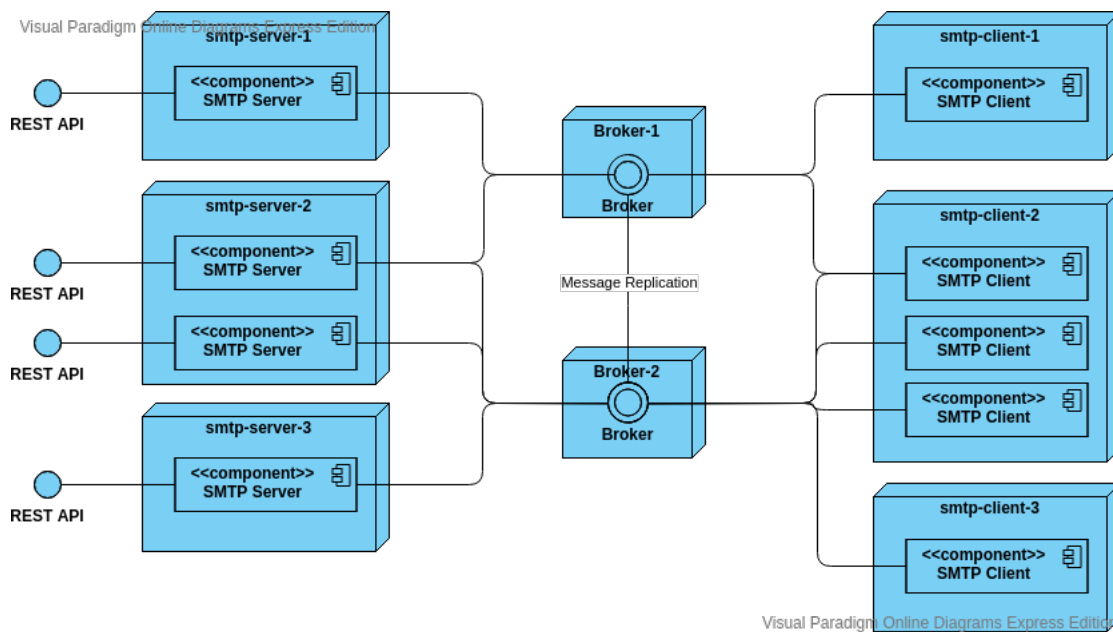 Visual Paradigm Online Diagrams Express Edition
smtp-server-1
<<component>>
SMTP Server
REST API
smtp-server-2
<<component>>
SMTP Server
REST API
<<component>>
SMTP Server
REST API
smtp-server-3
<<component>>
SMTP Server
REST API
Broker-1
Broker
Message Replication
Broker-2
Broker
smtp-client-1
<<component>>
SMTP Client
smtp-client-2
<<component>>
SMTP Client
<<component>>
SMTP Client
<<component>>
SMTP Client
smtp-client-3
<<component>>
SMTP Client
Visual Paradigm Online Diagrams Express Edition